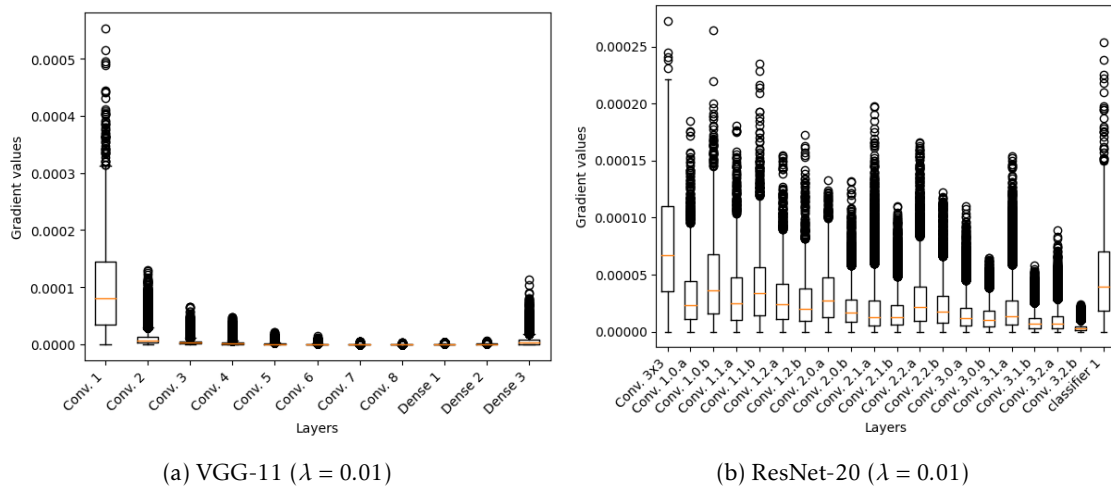 0.0005
0.0004
0.0003
0.0002
0.0001
0.0000
Gradient values
Conv. 1
Conv. 2
Conv. 3
Conv. 4
Conv. 5
Conv. 6
Conv. 7
Conv. 8
Dense 1
Dense 2
Dense 3
Layers
(a) VGG-11 (λ = 0.01)
0.00025
0.00020
0.00015
0.00010
0.00005
0.00000
Gradient values
Conv. 3x3
Conv. 1.0.a
Conv. 1.0.b
Conv. 1.1.a
Conv. 1.1.b
Conv. 1.2.a
Conv. 1.2.b
Conv. 2.0.a
Conv. 2.0.b
Conv. 2.1.a
Conv. 2.1.b
Conv. 2.2.a
Conv. 2.2.b
Conv. 3.0.a
Conv. 3.0.b
Conv. 3.1.a
Conv. 3.1.b
Conv. 3.2.a
Conv. 3.2.b
classifier 1
Layers
(b) ResNet-20 (λ = 0.01)